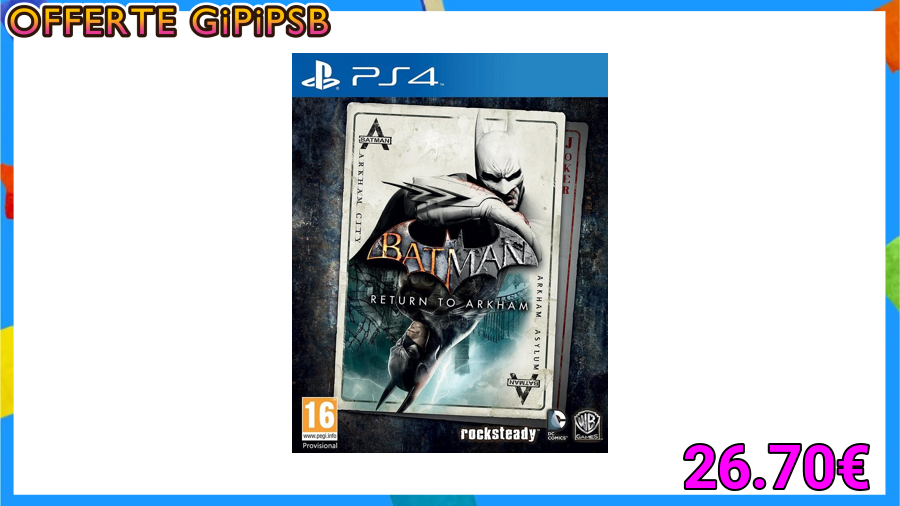 OFFERTE GiPiPSB
PS4
A
BATMAN
ARKHAM CITY
JOKER
BATMAN
RETURN TO ARKHAM
ARKHAM ASYLUM
BATMAN
A
16
www.pegi.info
Provisional
rocksteady
DC
COMICS
WB
GAMES
26.70€